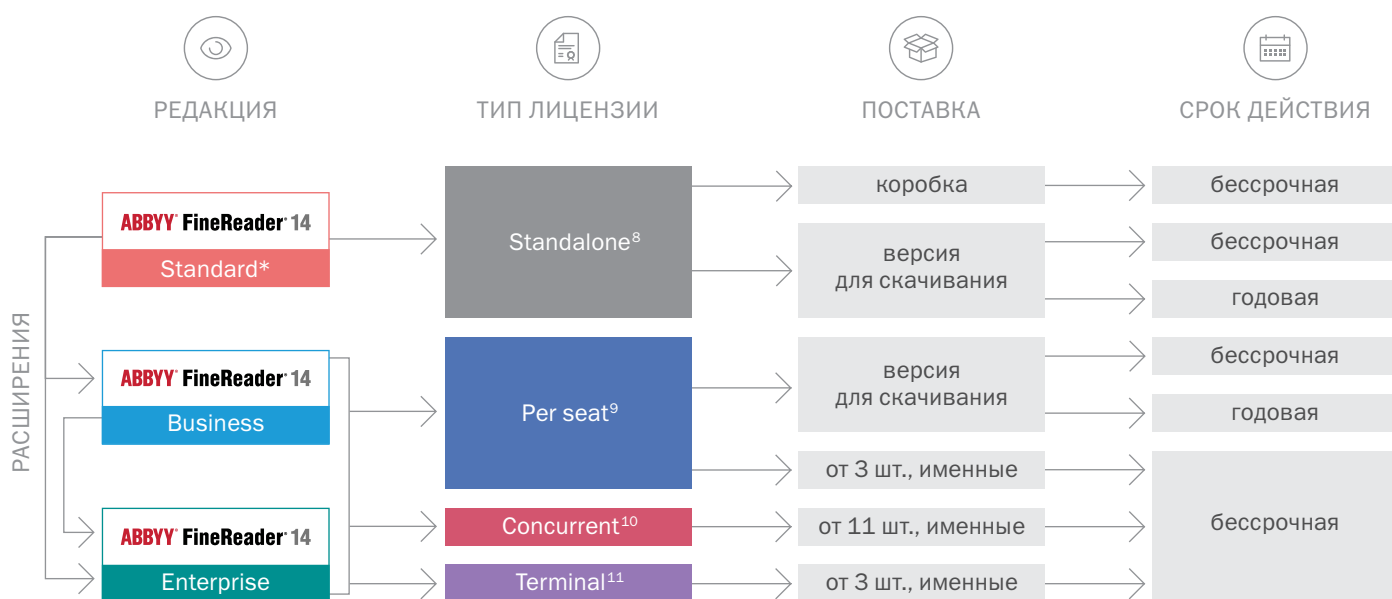 РЕДАКЦИЯ
ТИП ЛИЦЕНЗИИ
ПОСТАВКА
СРОК ДЕЙСТВИЯ
РАСШИРЕНИЯ
ABBYY® FineReader® 14
Standard*
ABBYY® FineReader® 14
Business
ABBYY® FineReader® 14
Enterprise
Standalone⁸
Per seat⁹
Concurrent¹⁰
Terminal¹¹
коробка
версия
для скачивания
версия
для скачивания
от 3 шт., именные
от 11 шт., именные
от 3 шт., именные
бессрочная
бессрочная
годовая
бессрочная
годовая
бессрочная